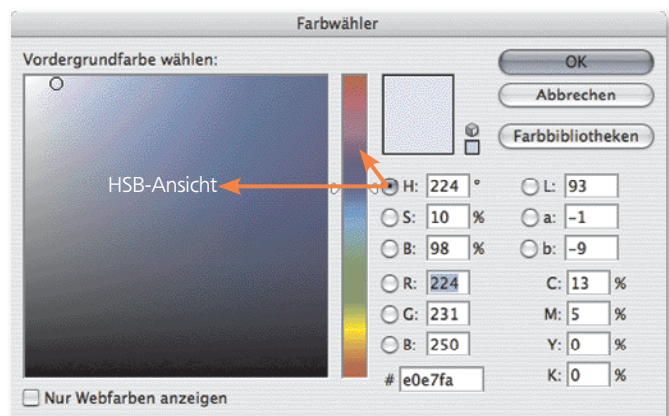 Farbwähler
Vordergrundfarbe wählen:
OK
Abbrechen
Farbbibliotheken
HSB-Ansicht
H: 224 °
L: 93
S: 10 %
a: -1
B: 98 %
b: -9
R: 224
C: 13 %
G: 231
M: 5 %
B: 250
Y: 0 %
# e0e7fa
K: 0 %
Nur Webfarben anzeigen